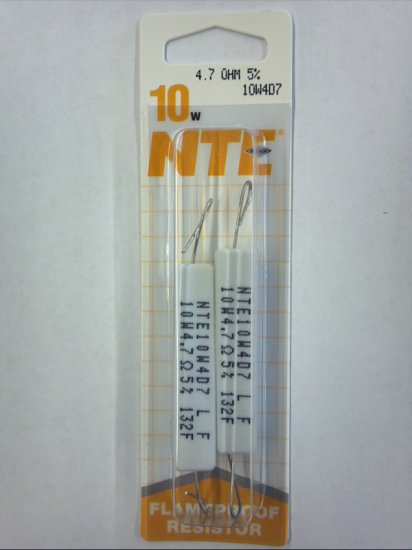 4.7 OHM 5%
10W4D7
10w
NTE
NTE10W4D7 L F
10W4.7Ω5% 132F
NTE10W4D7 L F
10W4.7Ω5% 132F
FLAMEPROOF
RESISTOR